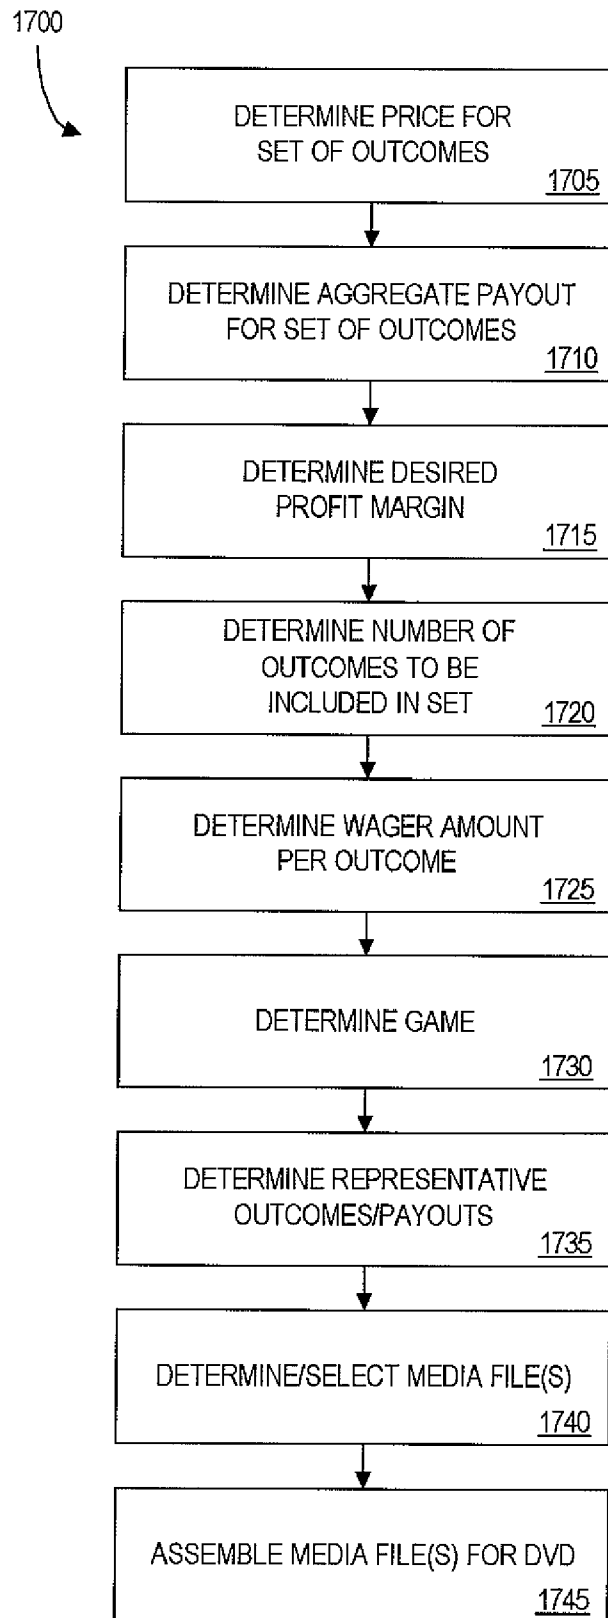 1700
DETERMINE PRICE FOR
SET OF OUTCOMES
1705
DETERMINE AGGREGATE PAYOUT
FOR SET OF OUTCOMES
1710
DETERMINE DESIRED
PROFIT MARGIN
1715
DETERMINE NUMBER OF
OUTCOMES TO BE
INCLUDED IN SET
1720
DETERMINE WAGER AMOUNT
PER OUTCOME
1725
DETERMINE GAME
1730
DETERMINE REPRESENTATIVE
OUTCOMES/PAYOUTS
1735
DETERMINE/SELECT MEDIA FILE(S)
1740
ASSEMBLE MEDIA FILE(S) FOR DVD
1745